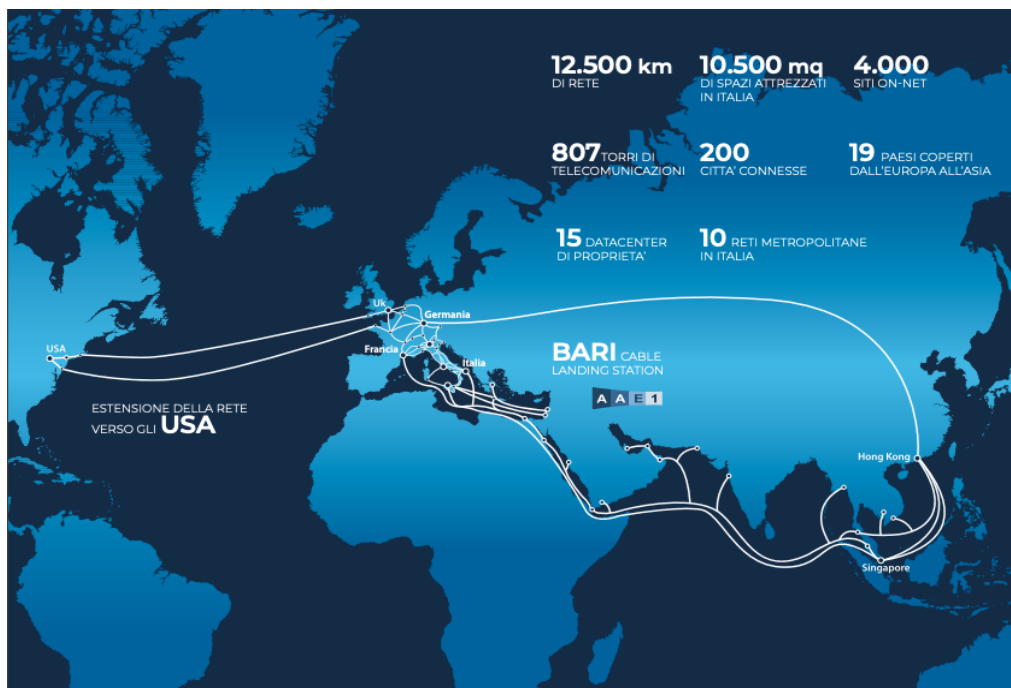 12.500 km
DI RETE
10.500 mq
DI SPAZI ATTREZZATI
IN ITALIA
4.000
SITI ON-NET
807 TORRI DI
TELECOMUNICAZIONI
200
CITTA' CONNESSE
19 PAESI COPERTI
DALL'EUROPA ALL'ASIA
15 DATACENTER
DI PROPRIETA'
10 RETI METROPOLITANE
IN ITALIA
Uk
Germania
USA
Francia
Italia
BARI CABLE
LANDING STATION
A A E 1
ESTENSIONE DELLA RETE
VERSO GLI USA
Hong Kong
Singapore